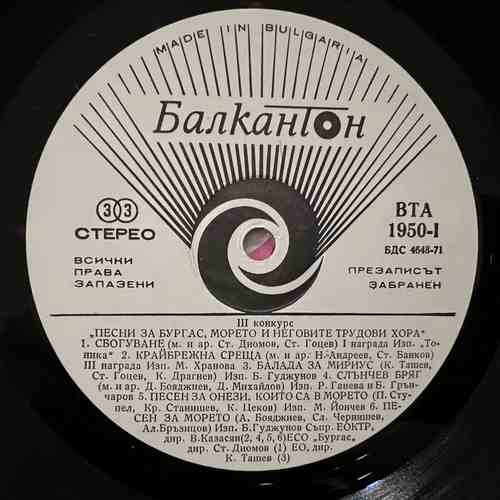 MADE IN BULGARIA
Балкантон
33
СТЕРЕО
ВТА
1950-I
БДС 4648-71
ВСИЧКИ
ПРАВА
ЗАПАЗЕНИ
ПРЕЗАПИСЪТ
ЗАБРАНЕН
III конкурс
„ПЕСНИ ЗА БУРГАС, МОРЕТО И НЕГОВИТЕ ТРУДОВИ ХОРА"
1. СБОГУВАНЕ (м. и ар. Ст. Диомов, Ст. Гоцев) I награда Изп. „То-
ника" 2. КРАЙБРЕЖНА СРЕЩА (м. и ар. Н. Андреев, Ст. Банков)
III награда Изп. М. Хранова 3. БАЛАДА ЗА МИРИУС (К. Ташев,
Ст. Гоцев, К. Драгнев) Изп. Б. Гуджунов 4. СЛЪНЧЕВ БРЯГ
(м. и ар. Д. Бояджиев, Д. Михайлов) Изп. Р. Ганева и Б. Грън-
чаров 5. ПЕСЕН ЗА ОНЕЗИ, КОИТО СА В МОРЕТО (П. Сту-
пел, Кр. Станишев, К. Цеков) Изп. М. Йончев 6. ПЕ-
СЕН ЗА МОРЕТО (А. Бояджиев, Сл. Чернишев,
Ал. Бръзицов) Изп. Б. Гуджунов Съпр. ЕОКТР,
дир. В. Казасян(2, 4, 5, 6) ЕСО „Бургас",
дир. Ст. Диомов (1) ЕО, дир.
К. Ташев (3)